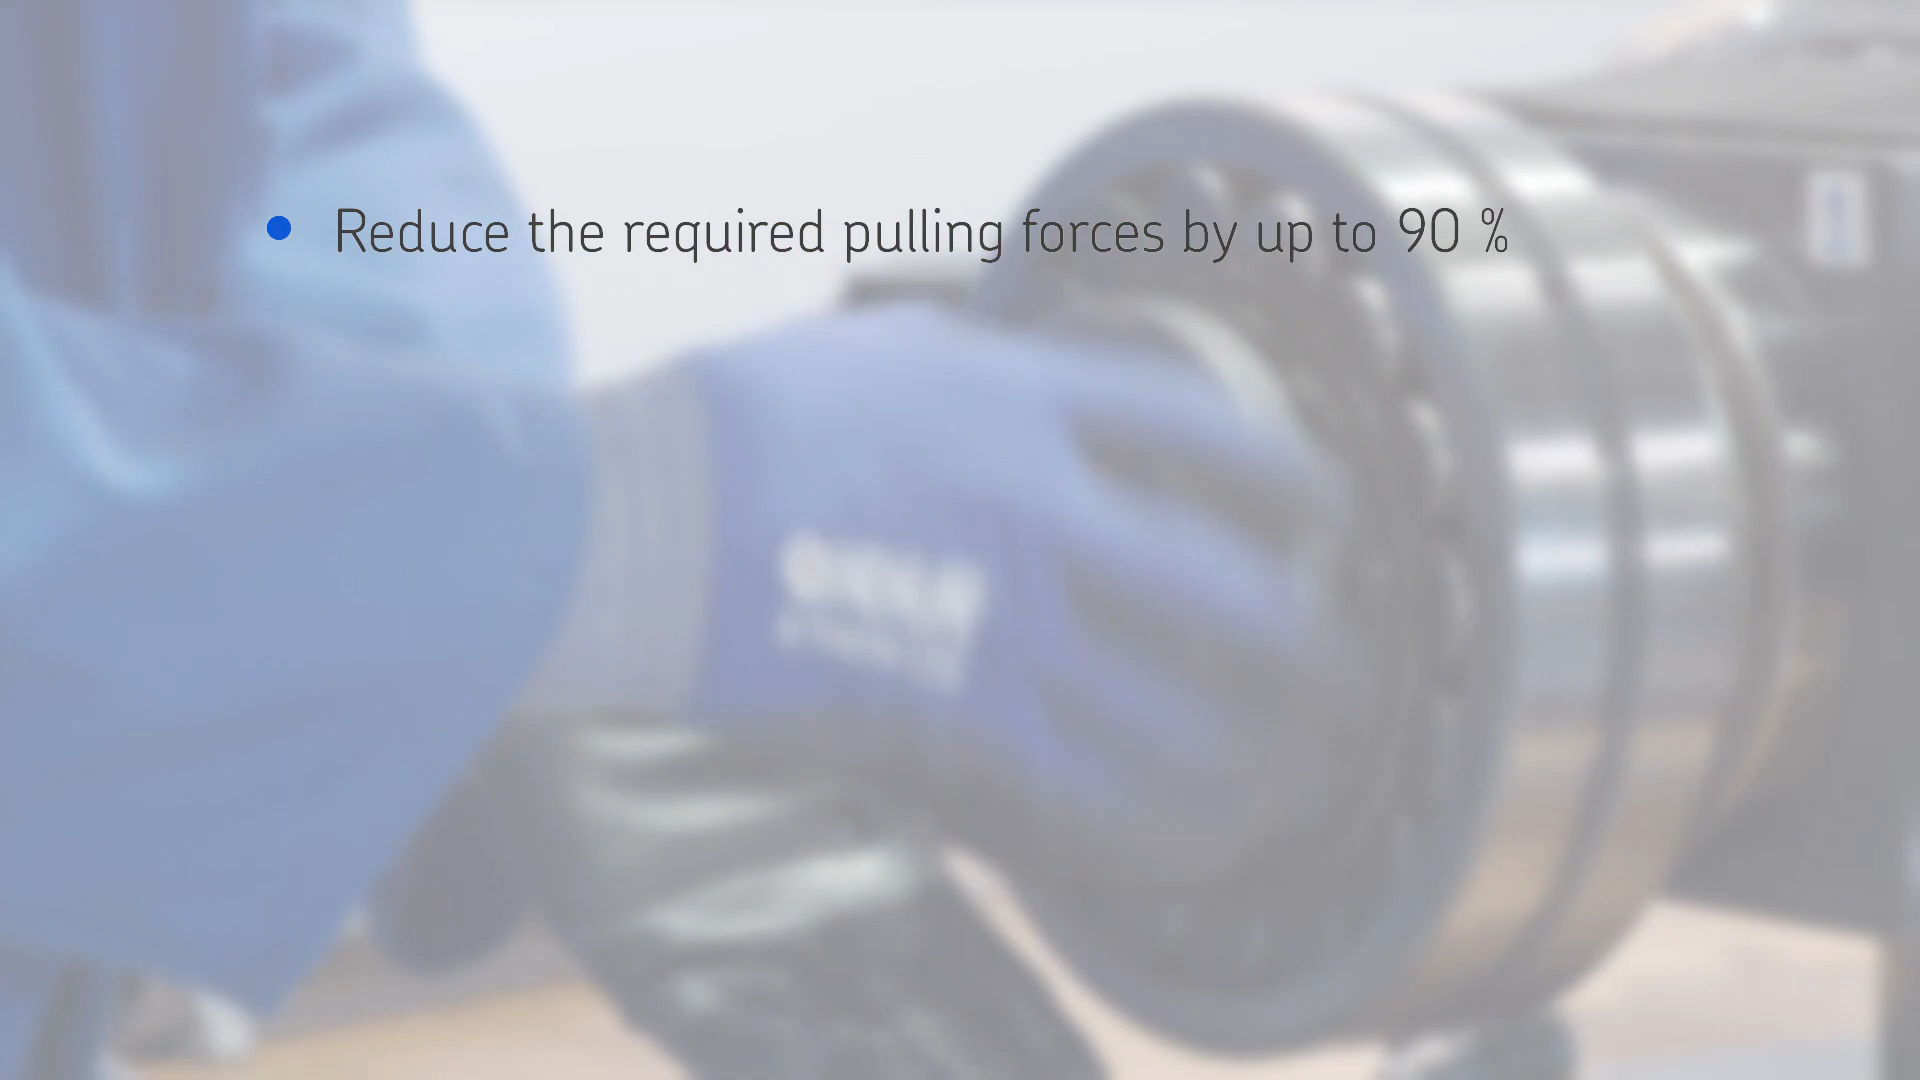 Reduce the required pulling forces by up to 90 %